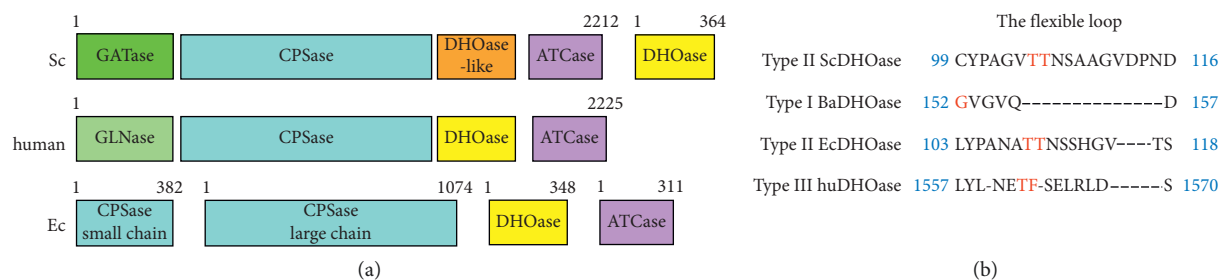 1 2212 1 364
Sc GATase CPSase DHOase -like ATCase DHOase
1 2225
human GLNase CPSase DHOase ATCase
1 382 1 1074 1 348 1 311
Ec CPSase small chain CPSase large chain DHOase ATCase
(a)
The flexible loop
Type II ScDHOase 99 CYPAGVTTNSAAGVDPND 116
Type I BaDHOase 152 GVGVQ--------------D 157
Type II EcDHOase 103 LYPANATTNSSHGV----TS 118
Type III huDHOase 1557 LYL-NETF-SELRLD------S 1570
(b)